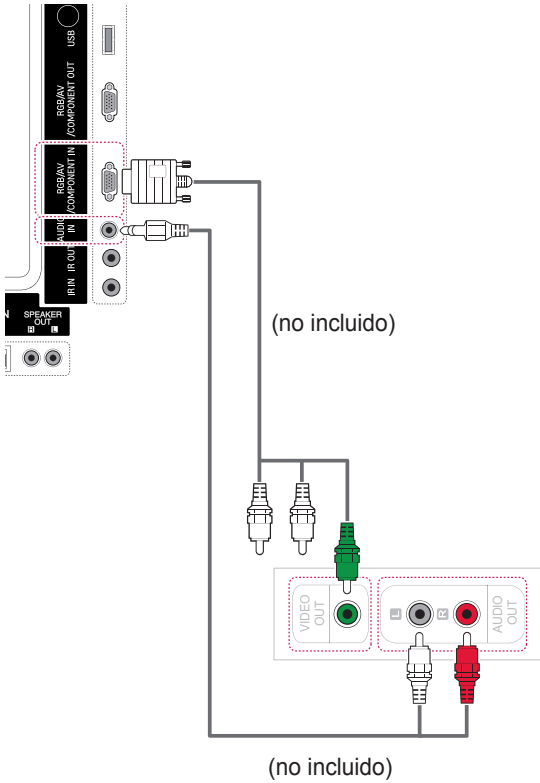 USB
RGB/AV
/COMPONENT OUT
RGB/AV
/COMPONENT IN
AUDIO
IN
IR OUT
IR IN
N
SPEAKER
OUT
R L
(no incluido)
VIDEO
OUT
L
R
AUDIO
OUT
(no incluido)